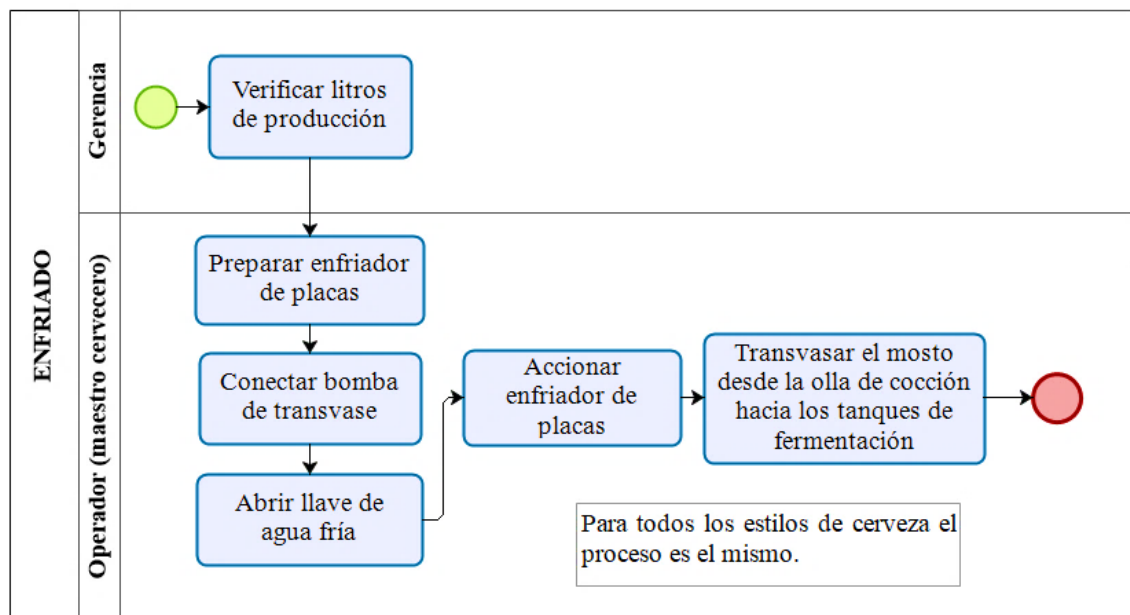 ENFRIADO
Gerencia
Verificar litros
de producción
Operador (maestro cervecero)
Preparar enfriador
de placas
Conectar bomba
de transvase
Abrir llave de
agua fría
Accionar
enfriador de
placas
Transvasar el mosto
desde la olla de cocción
hacia los tanques de
fermentación
Para todos los estilos de cerveza el
proceso es el mismo.